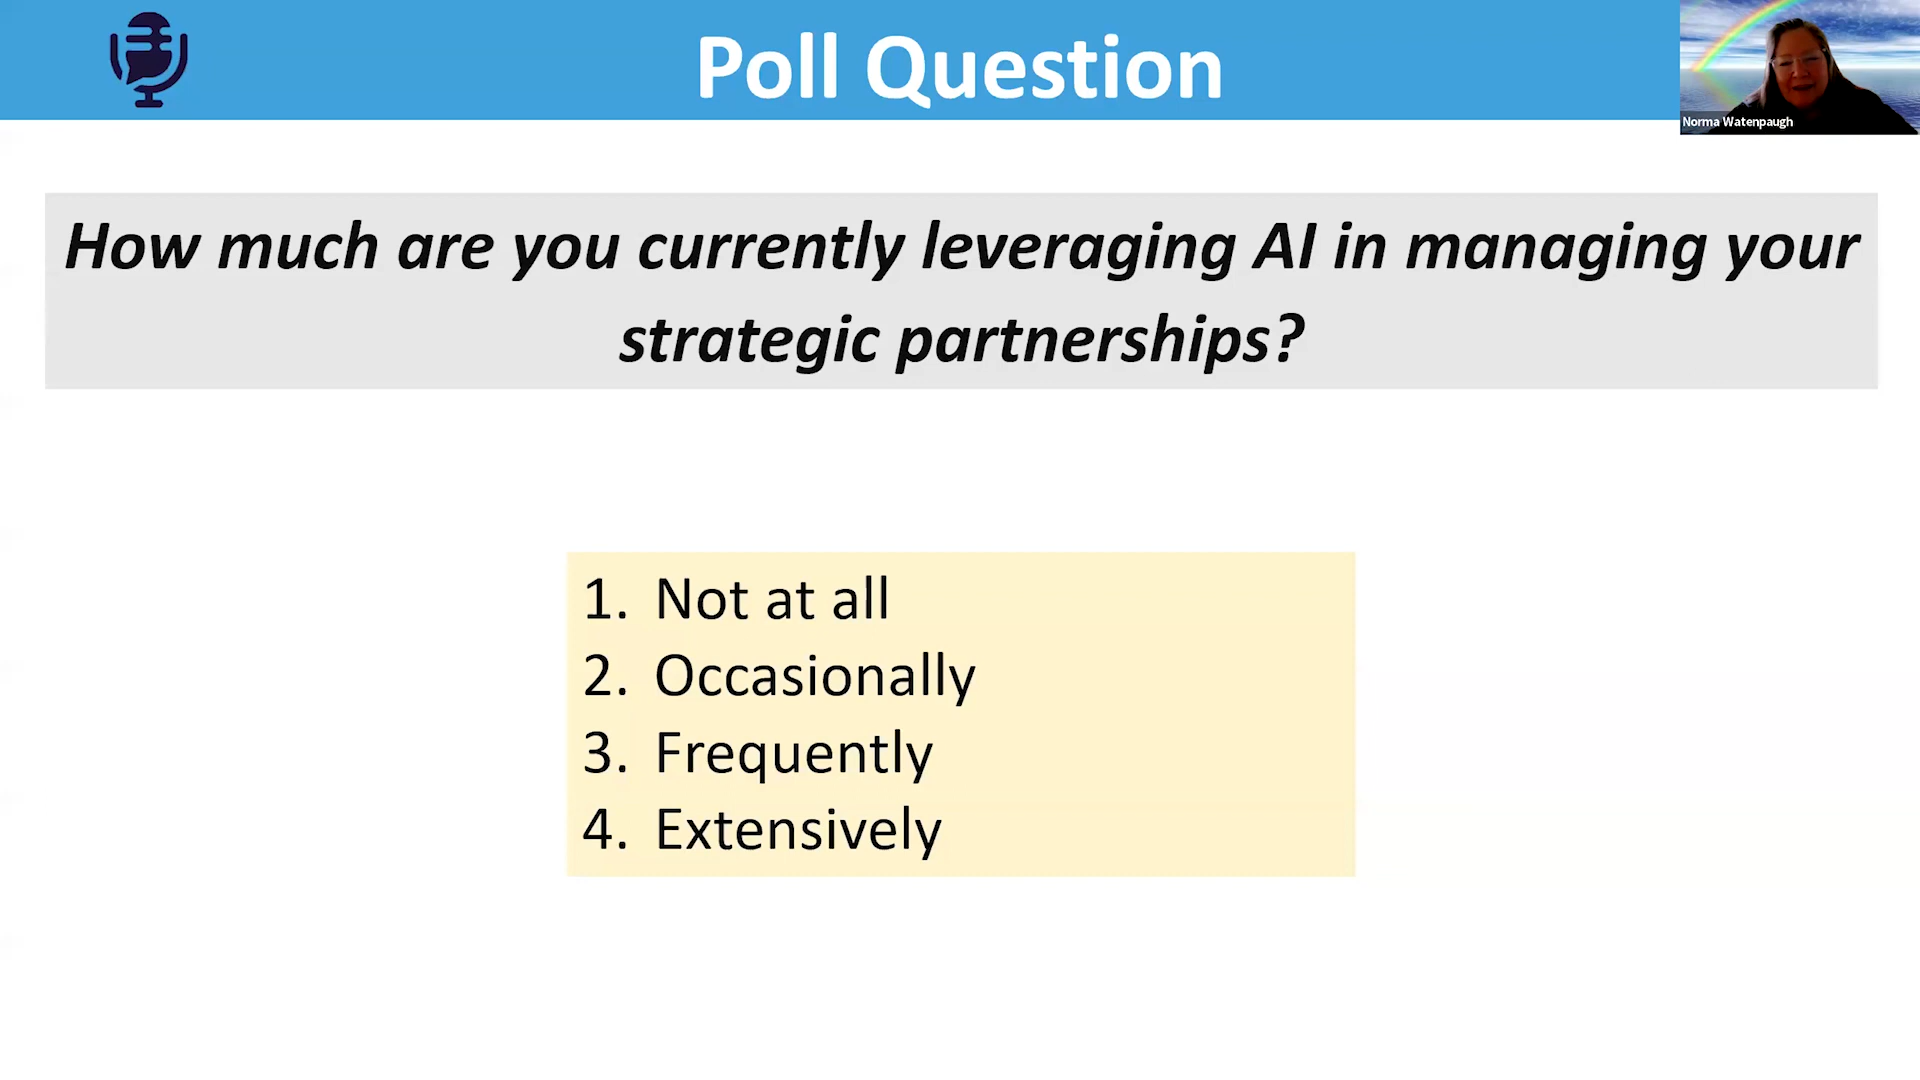 Poll Question
Norma Watenpaugh
How much are you currently leveraging AI in managing your
strategic partnerships?
1. Not at all
2. Occasionally
3. Frequently
4. Extensively